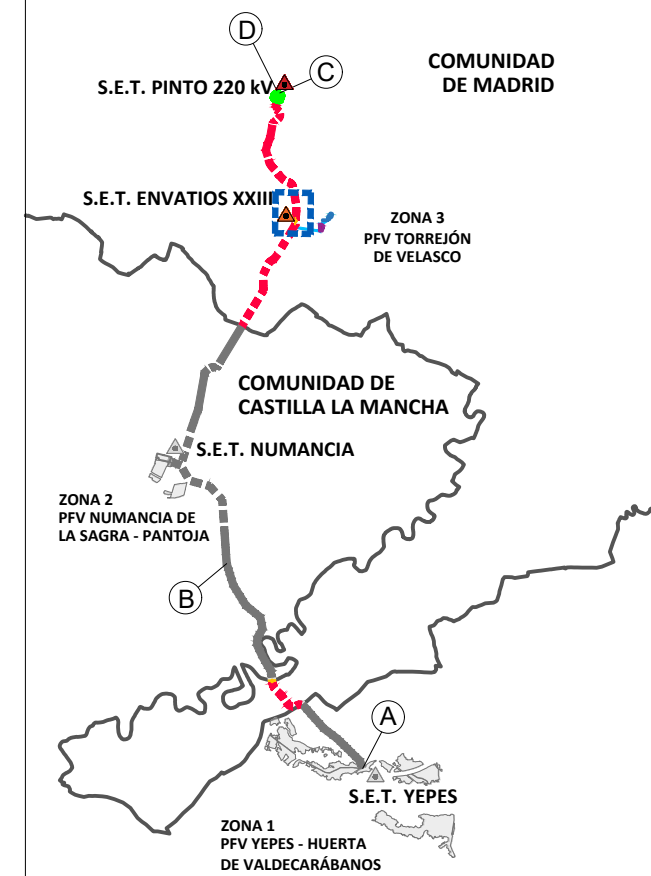 D
C
COMUNIDAD
DE MADRID
S.E.T. PINTO 220 kV
S.E.T. ENVATIOS XXIII
ZONA 3
PFV TORREJÓN
DE VELASCO
COMUNIDAD DE
CASTILLA LA MANCHA
S.E.T. NUMANCIA
ZONA 2
PFV NUMANCIA DE
LA SAGRA - PANTOJA
B
A
S.E.T. YEPES
ZONA 1
PFV YEPES - HUERTA
DE VALDECARÁBANOS